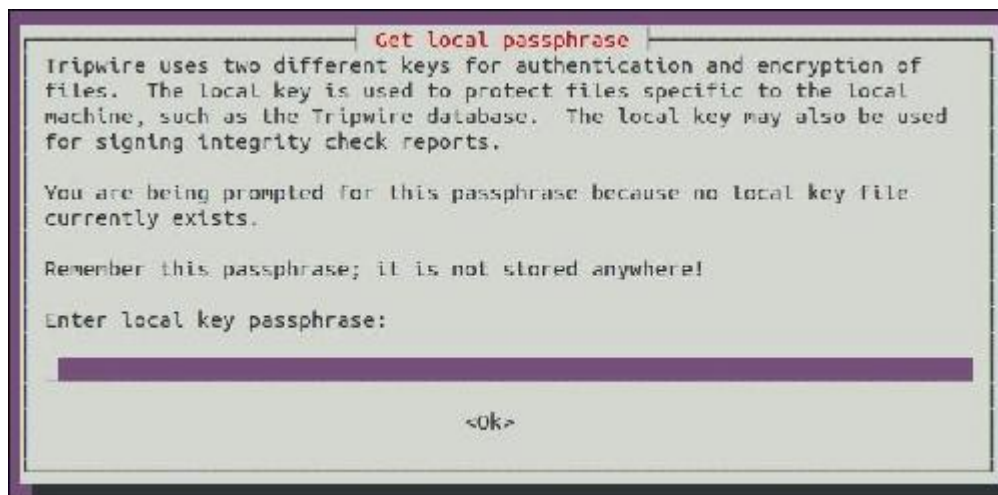 Get local passphrase
Tripwire uses two different keys for authentication and encryption of
files.  The local key is used to protect files specific to the local
machine, such as the Tripwire database.  The local key may also be used
for signing integrity check reports.
You are being prompted for this passphrase because no local key file
currently exists.
Remember this passphrase; it is not stored anywhere!
Enter local key passphrase:
<Ok>